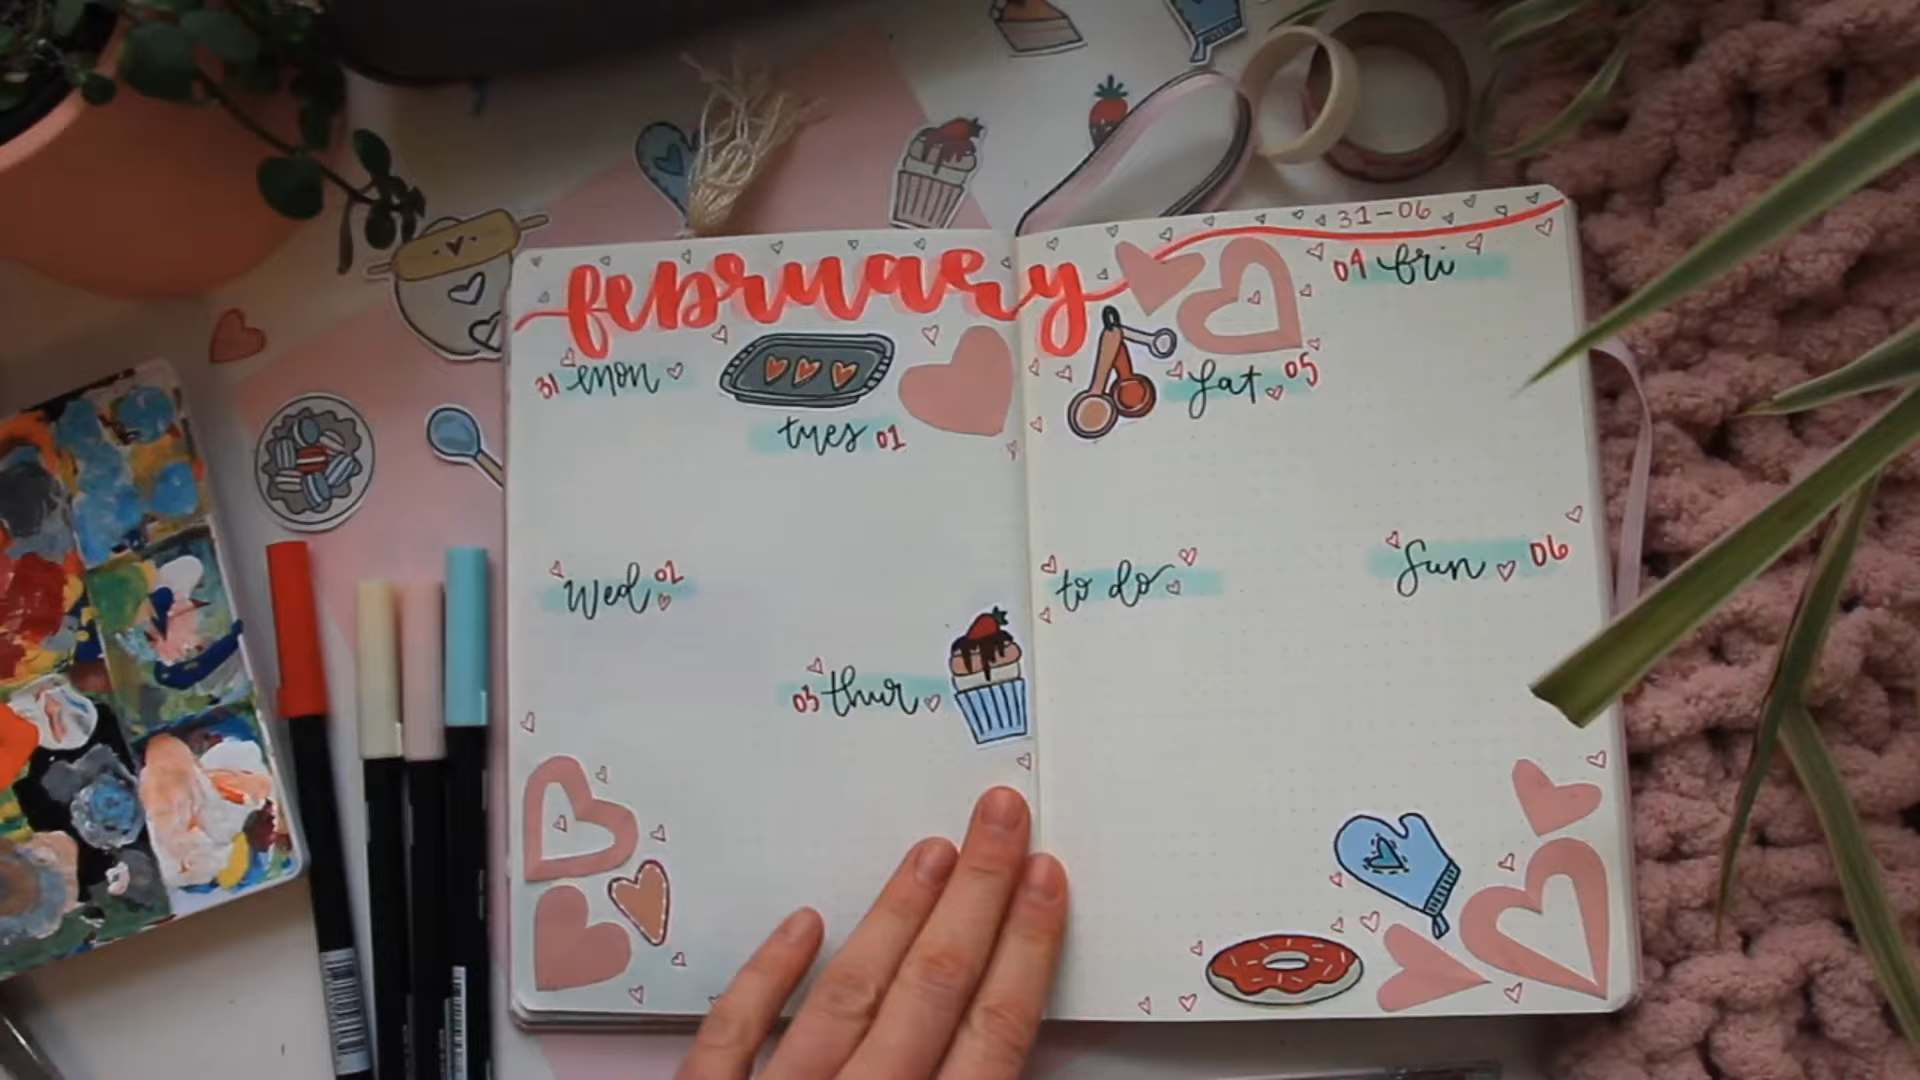 february
31-06
31 mon
tues 01
Wed 02
03 thur
04 fri
Sat 05
to do
Sun 06